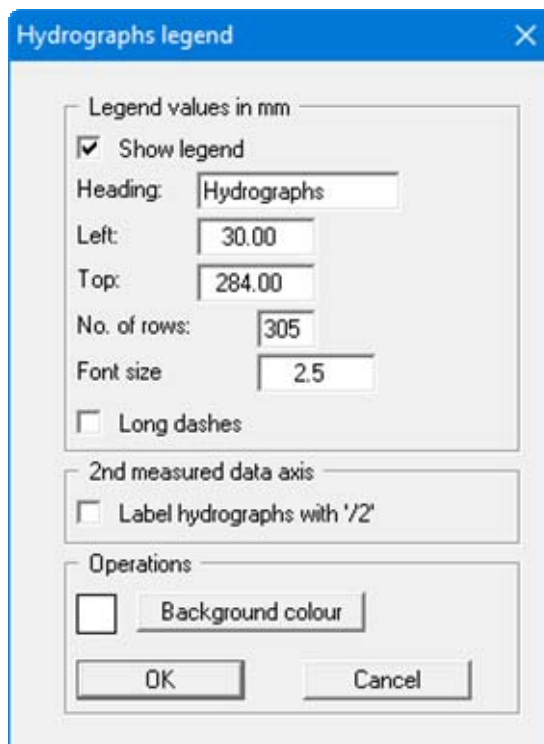 Hydrographs legend
Legend values in mm
Show legend
Heading: Hydrographs
Left: 30.00
Top: 284.00
No. of rows: 305
Font size 2.5
Long dashes
2nd measured data axis
Label hydrographs with '/2'
Operations
Background colour
OK Cancel